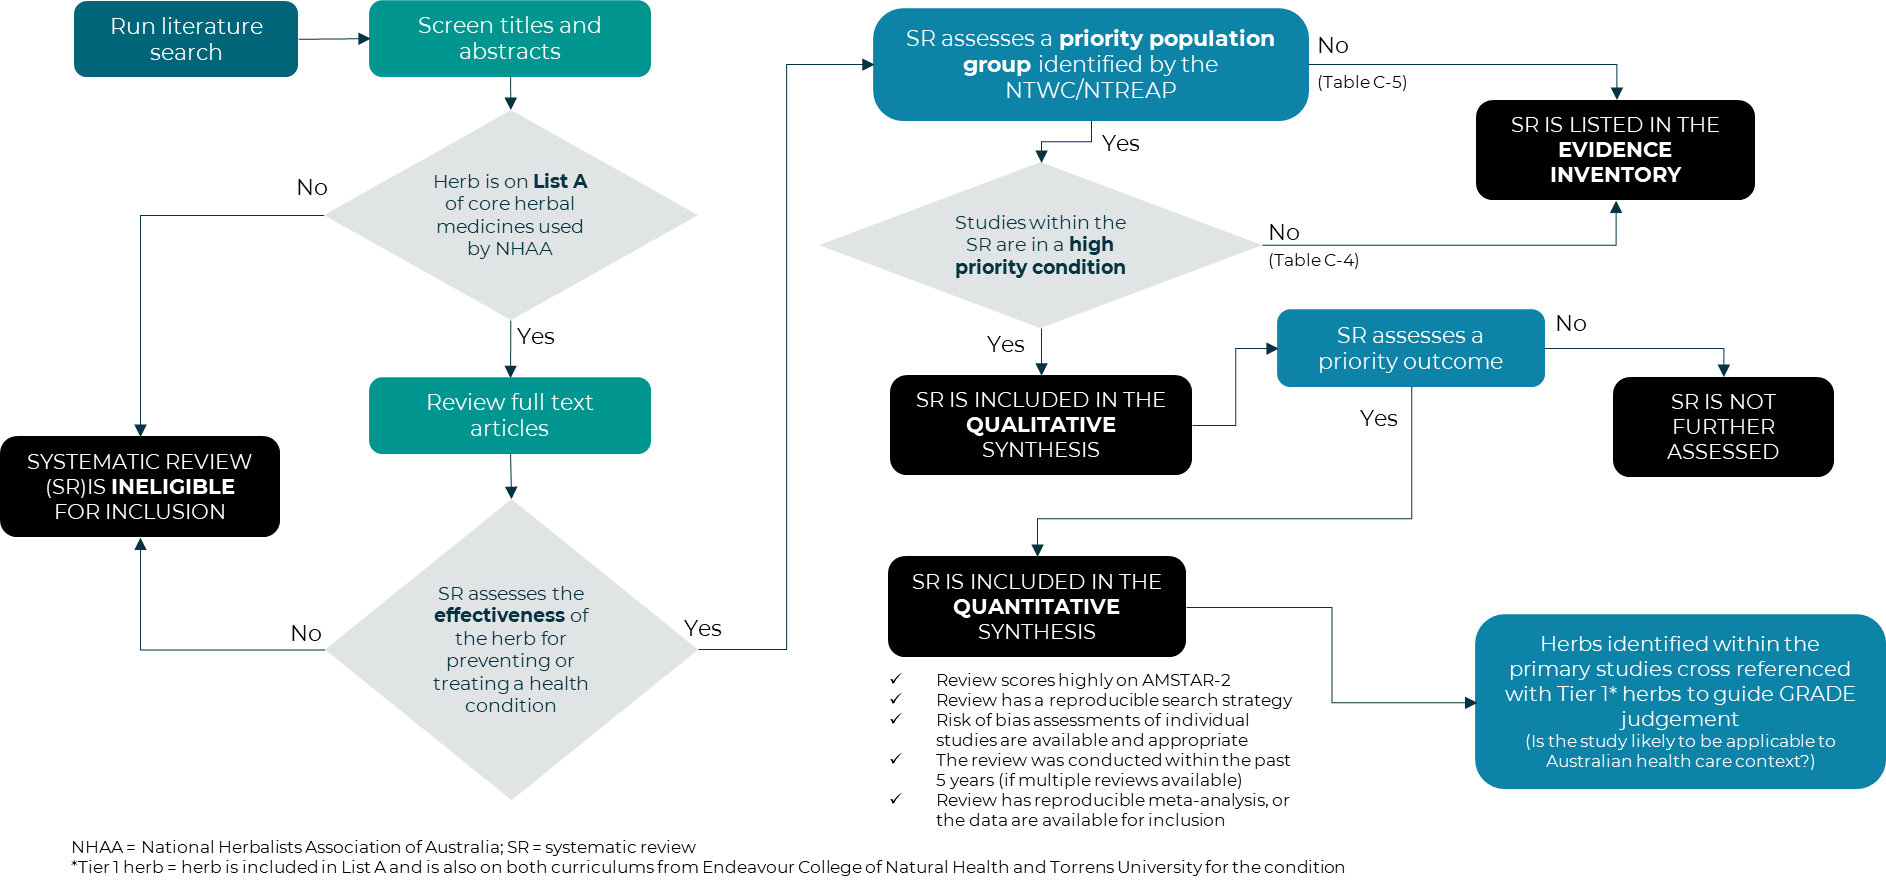 Run literature
search
Screen titles and
abstracts
Herb is on List A
of core herbal
medicines used
by NHAA
No
Yes
Review full text
articles
SYSTEMATIC REVIEW
(SR)IS INELIGIBLE
FOR INCLUSION
SR assesses the
effectiveness of
the herb for
preventing or
treating a health
condition
No
Yes
SR assesses a priority population
group identified by the
NTWC/NTREAP
No
(Table C-5)
Yes
SR IS LISTED IN THE
EVIDENCE
INVENTORY
Studies within the
SR are in a high
priority condition
No
(Table C-4)
Yes
SR IS INCLUDED IN THE
QUALITATIVE
SYNTHESIS
SR assesses a
priority outcome
No
Yes
SR IS NOT
FURTHER
ASSESSED
SR IS INCLUDED IN THE
QUANTITATIVE
SYNTHESIS
✓ Review scores highly on AMSTAR-2
✓ Review has a reproducible search strategy
✓ Risk of bias assessments of individual
studies are available and appropriate
✓ The review was conducted within the past
5 years (if multiple reviews available)
✓ Review has reproducible meta-analysis, or
the data are available for inclusion
Herbs identified within the
primary studies cross referenced
with Tier 1* herbs to guide GRADE
judgement
(Is the study likely to be applicable to
Australian health care context?)
NHAA = National Herbalists Association of Australia; SR = systematic review
*Tier 1 herb = herb is included in List A and is also on both curriculums from Endeavour College of Natural Health and Torrens University for the condition